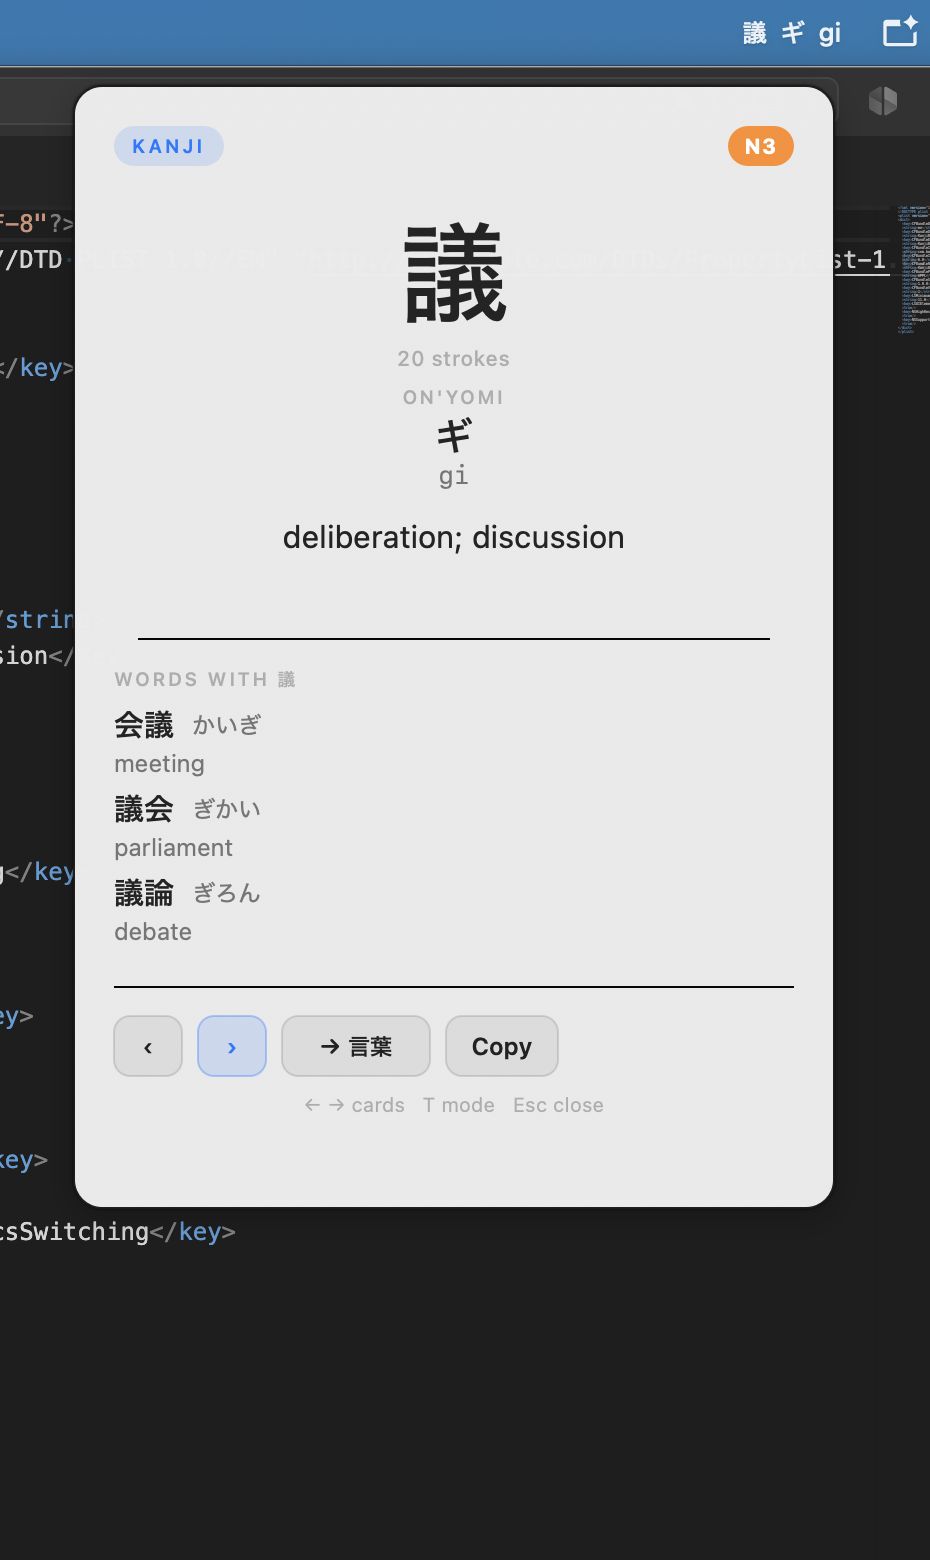 議 ギ gi
KANJI
N3
F-8"?>
//DTD
st-1.
議
20 strokes
</key>
ON'YOMI
ギ
gi
deliberation; discussion
/strin
sion</
WORDS WITH 議
会議 かいぎ
meeting
議会 ぎかい
parliament
g</key
議論 ぎろん
debate
ey>
‹ › → 言葉 Copy
← → cards T mode Esc close
key>
csSwitching</key>